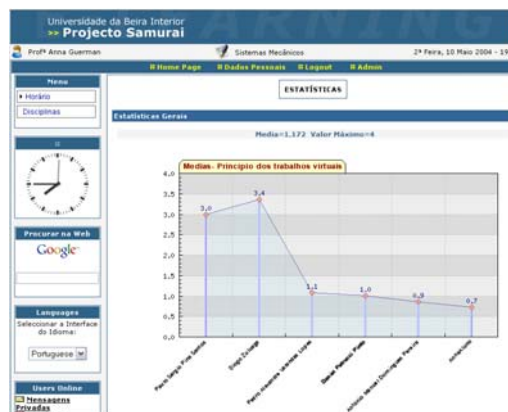 Universidade da Beira Interior
>> Projecto Samurai
Profª Anna Guerman
Sistemas Mecânicos
2ª Feira, 10 Maio 2004 - 19
Home Page
Dados Pessoais
Logout
Admin
Menu
Horário
Disciplinas
Procurar na Web
Google
Languages
Seleccionar a Interface
do Idioma:
Portuguese
Users Online
Mensagens
Privadas
ESTATÍSTICAS
Estatísticas Gerais
Media=1.172 Valor Máximo=4
Medias- Princípio dos trabalhos virtuais
4,0
3,5
3,0
2,5
2,0
1,5
1,0
0,5
0,0
3,0
3,4
1,1
1,0
0,9
0,7